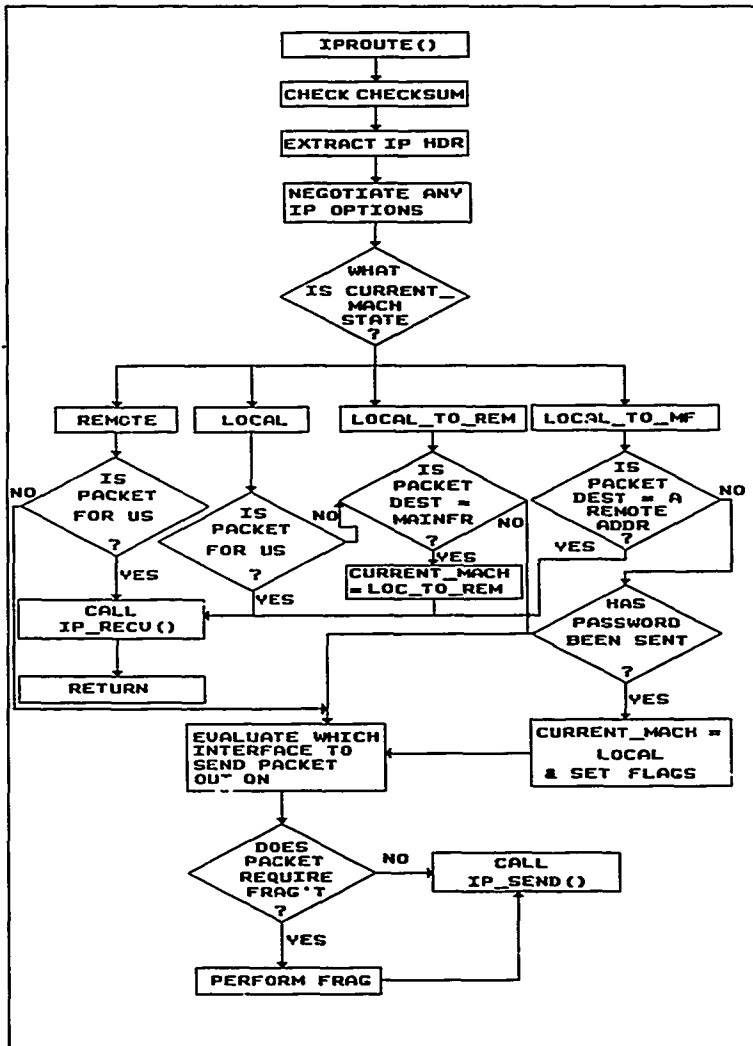 IPROUTE()
CHECK CHECKSUM
EXTRACT IP HDR
NEGOTIATE ANY
IP OPTIONS
WHAT
IS CURRENT_
MACH
STATE
?
REMOTE
LOCAL
LOCAL_TO_REM
LOCAL_TO_MF
IS
PACKET
FOR US
?
NO
YES
IS
PACKET
FOR US
?
NO
YES
IS
PACKET
DEST =
MAINFR
?
NO
YES
IS
PACKET
DEST = A
REMOTE
ADDR
?
NO
YES
CURRENT_MACH
= LOC_TO_REM
CALL
IP_RECV()
RETURN
HAS
PASSWORD
BEEN SENT
?
YES
EVALUATE WHICH
INTERFACE TO
SEND PACKET
OUT ON
CURRENT_MACH =
LOCAL
& SET FLAGS
DOES
PACKET
REQUIRE
FRAG'T
?
NO
YES
CALL
IP_SEND()
PERFORM FRAG